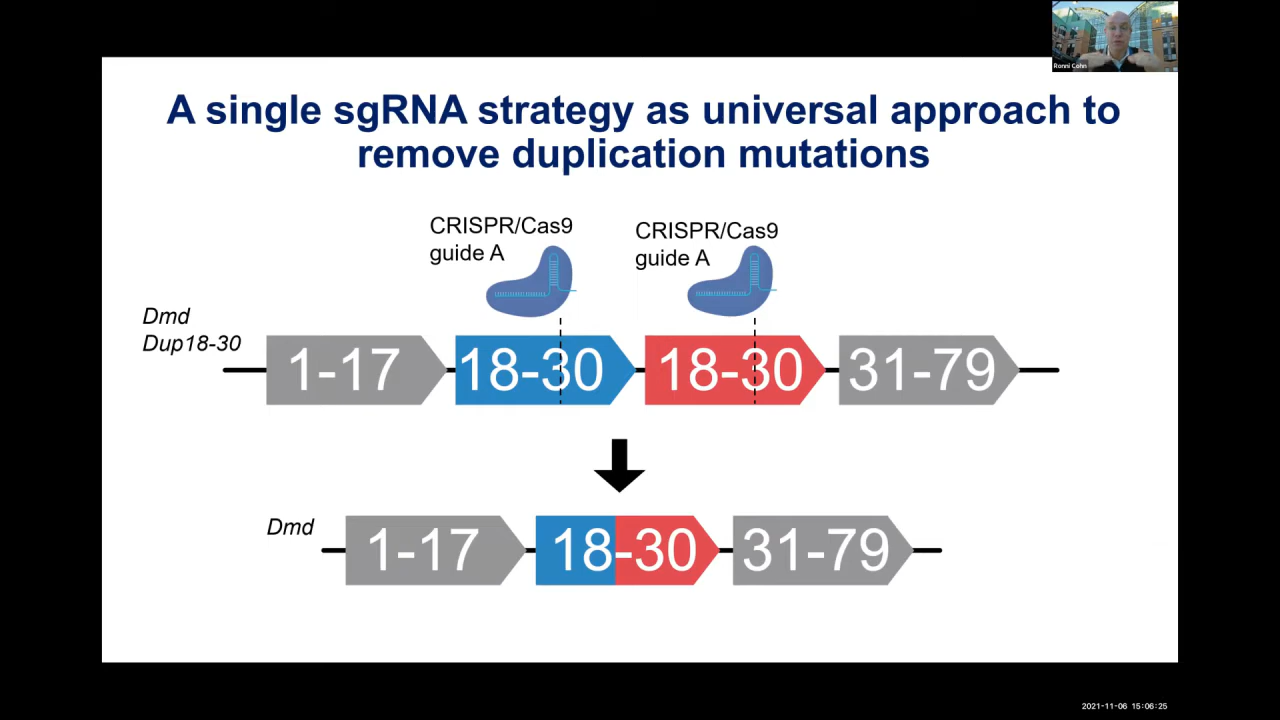 Ronni Cohn
A single sgRNA strategy as universal approach to
remove duplication mutations
CRISPR/Cas9
guide A
CRISPR/Cas9
guide A
Dmd
Dup18-30
1-17
18-30
18-30
31-79
Dmd
1-17
18-30
31-79
2021-11-06 15:06:25